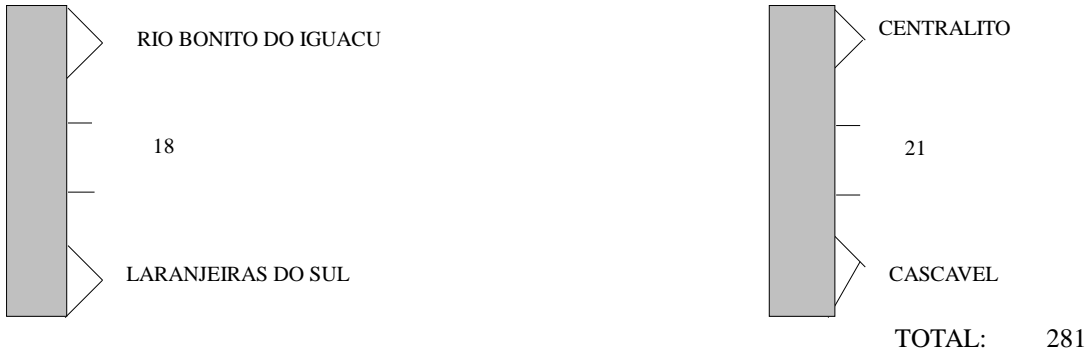 RIO BONITO DO IGUACU
18
LARANJEIRAS DO SUL
CENTRALITO
21
CASCAVEL
TOTAL: 281